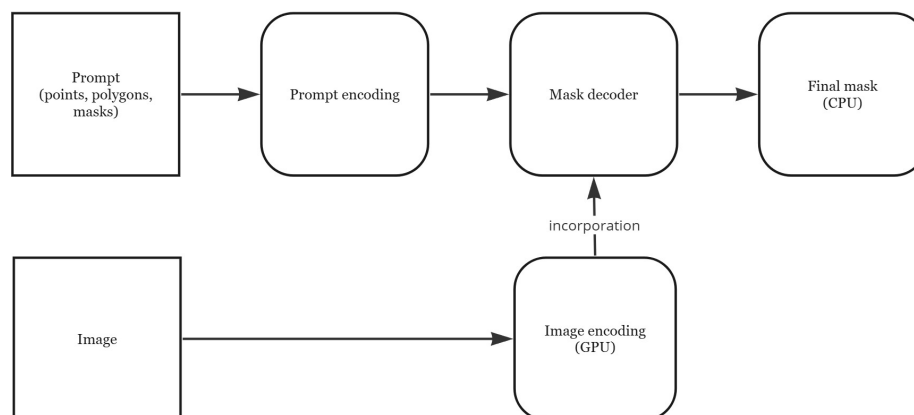 Prompt
(points, polygons,
masks)
Prompt encoding
Mask decoder
Final mask
(CPU)
incorporation
Image
Image encoding
(GPU)